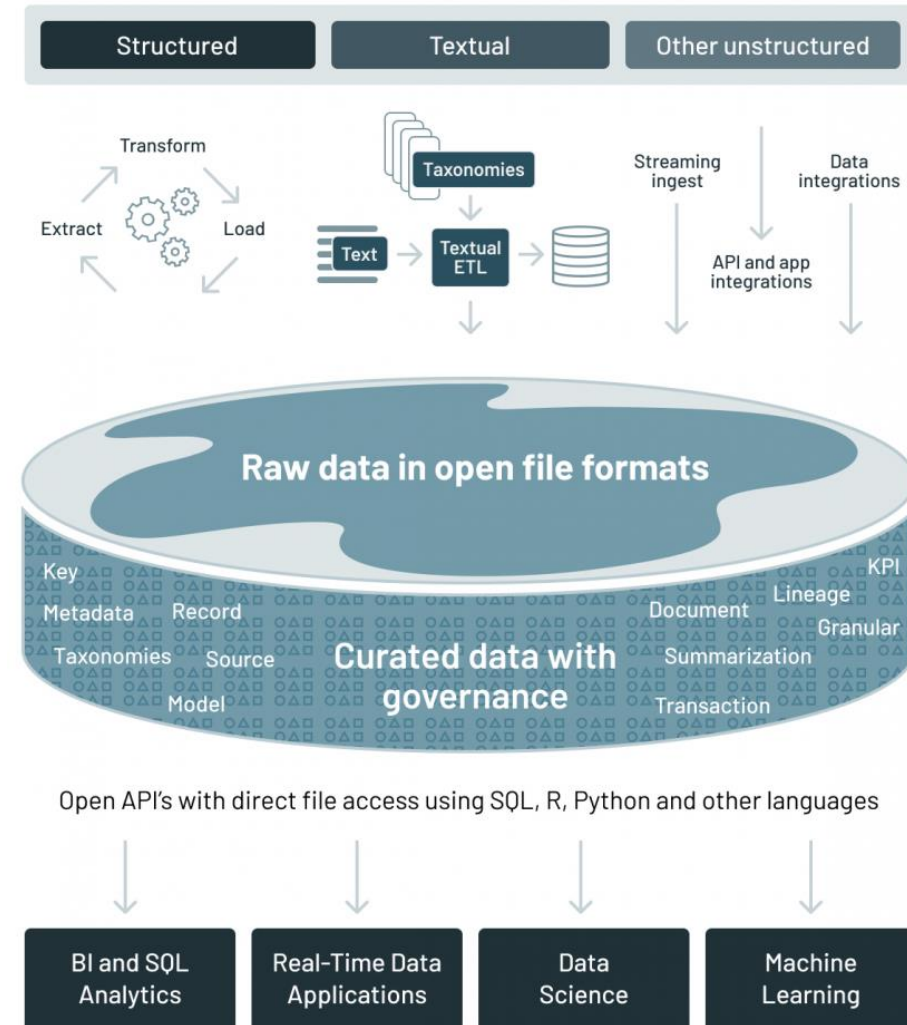 Structured
Textual
Other unstructured
Transform
Extract
Load
Taxonomies
Text
Textual
ETL
Streaming
ingest
API and app
integrations
Data
integrations
Raw data in open file formats
Key
Metadata
Record
Taxonomies
Source
Model
Curated data with
governance
KPI
Lineage
Document
Granular
Summarization
Transaction
Open API's with direct file access using SQL, R, Python and other languages
BI and SQL
Analytics
Real-Time Data
Applications
Data
Science
Machine
Learning